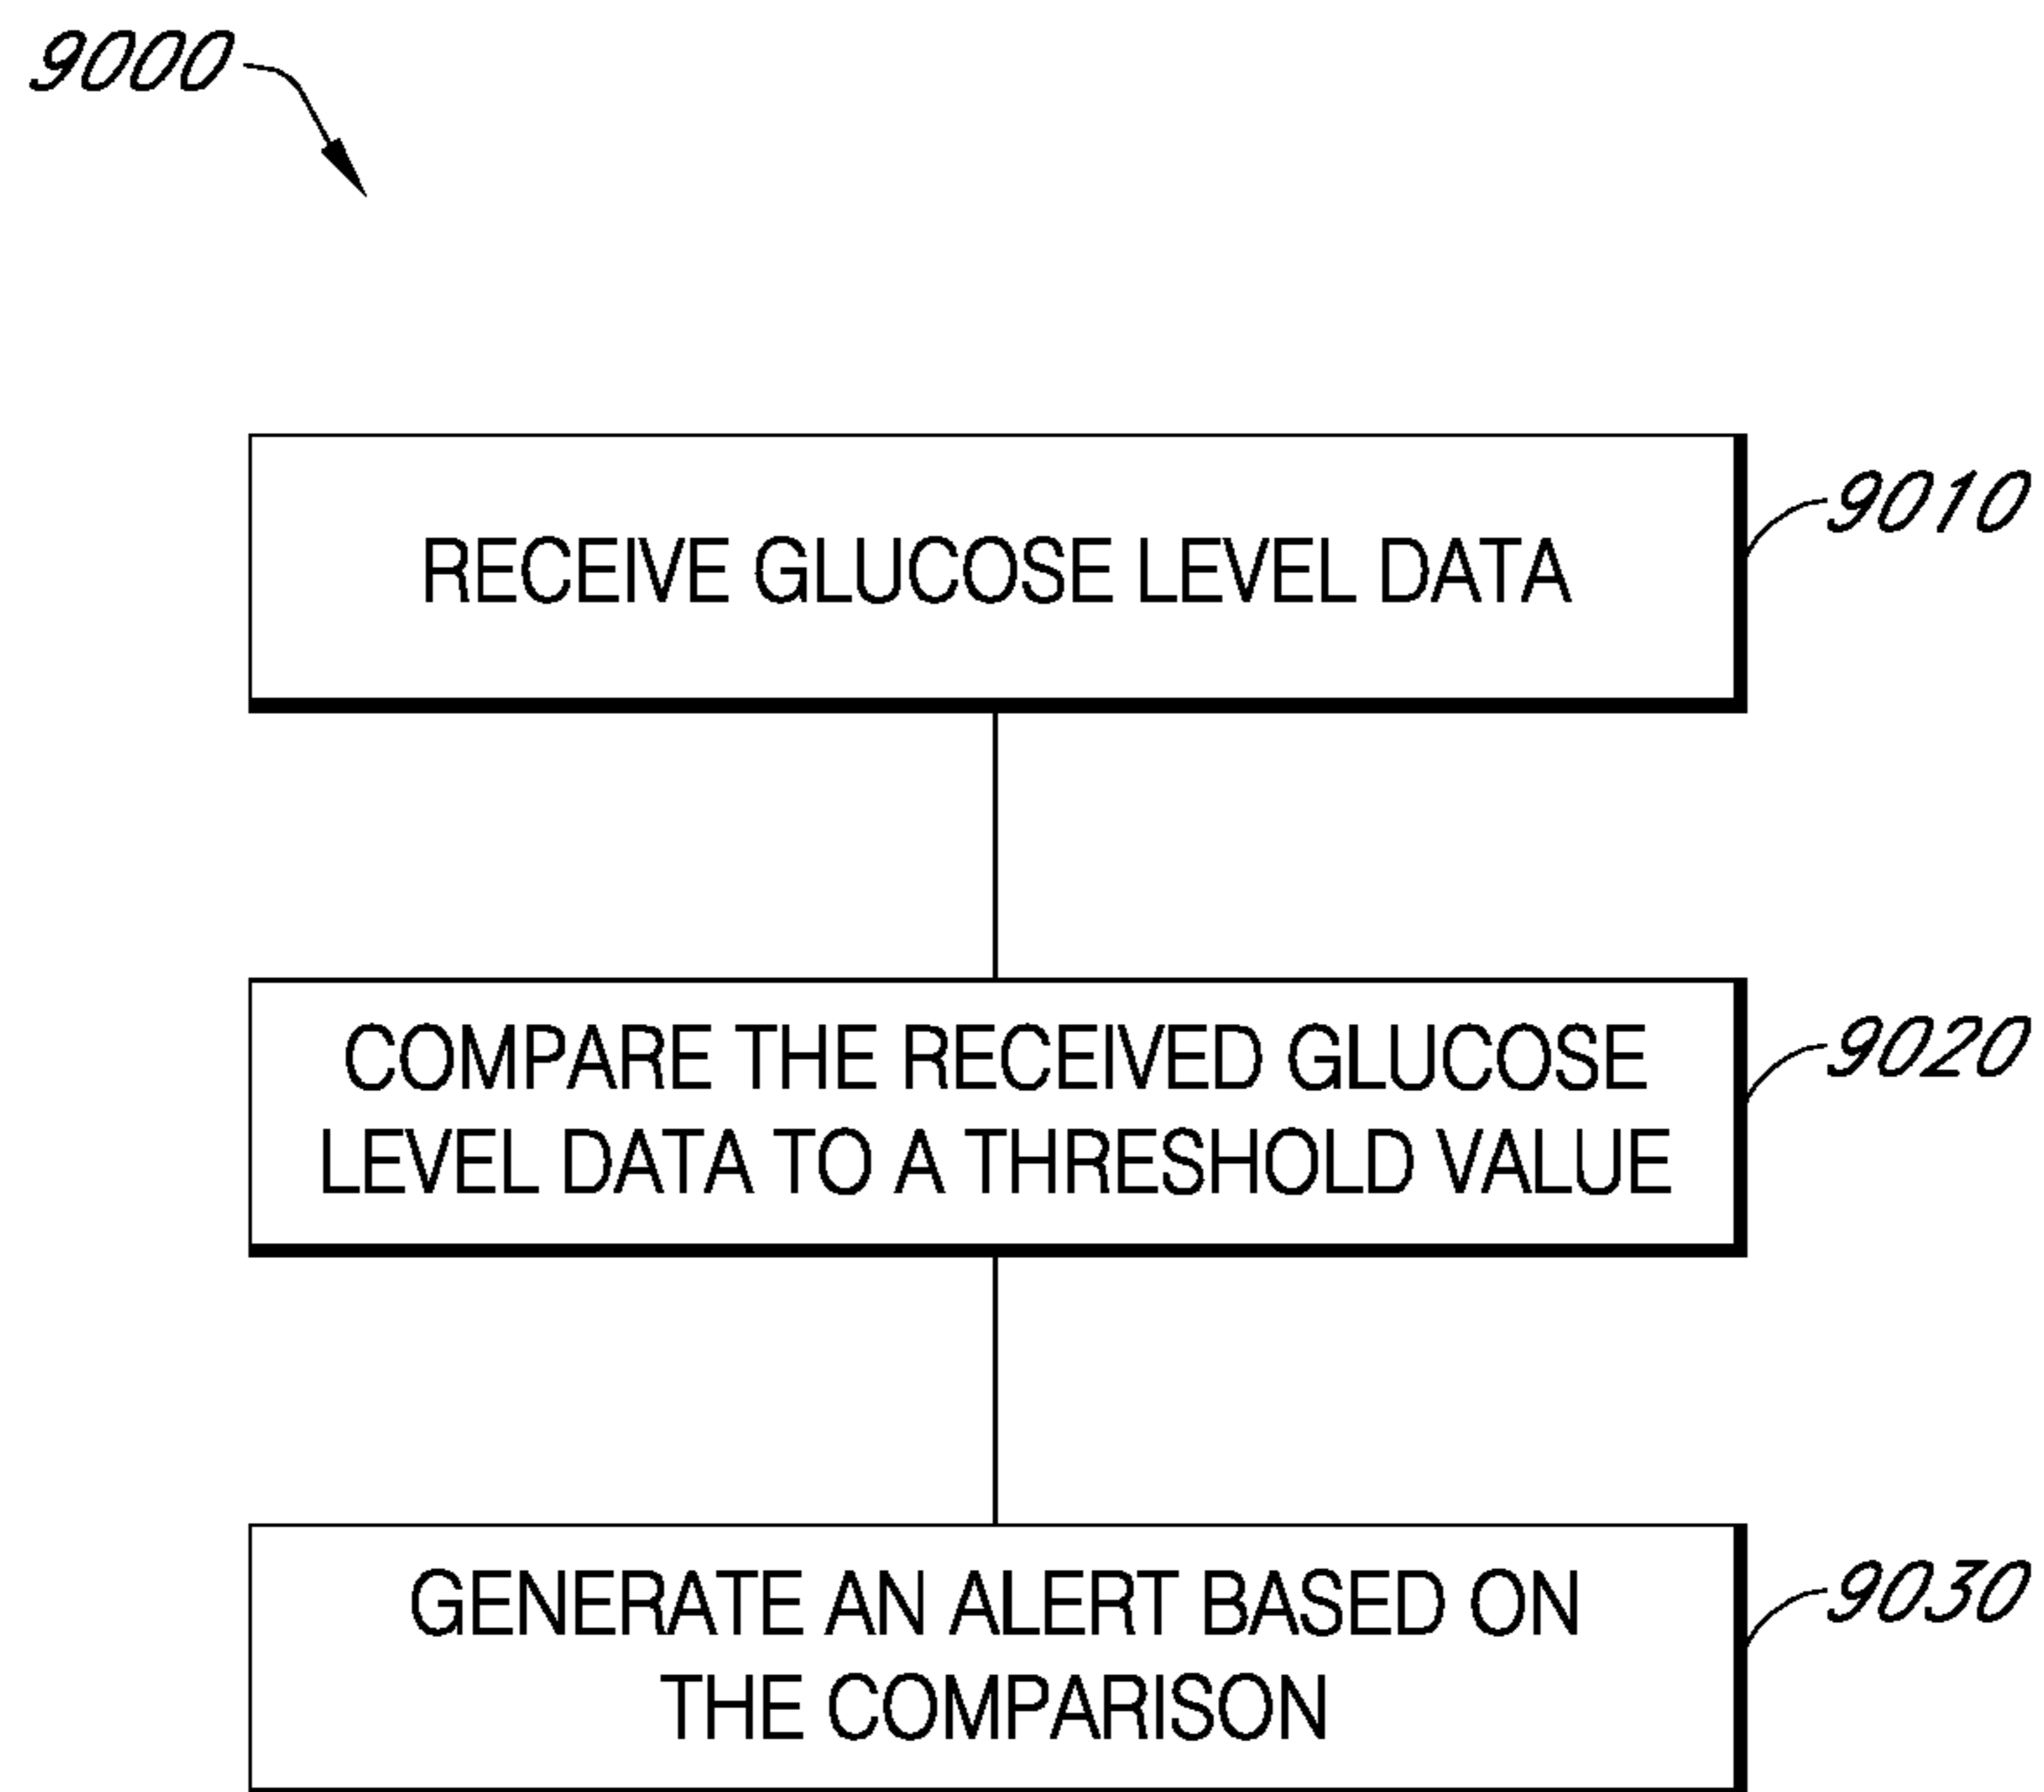 9000
RECEIVE GLUCOSE LEVEL DATA
9010
COMPARE THE RECEIVED GLUCOSE
LEVEL DATA TO A THRESHOLD VALUE
9020
GENERATE AN ALERT BASED ON
THE COMPARISON
9030